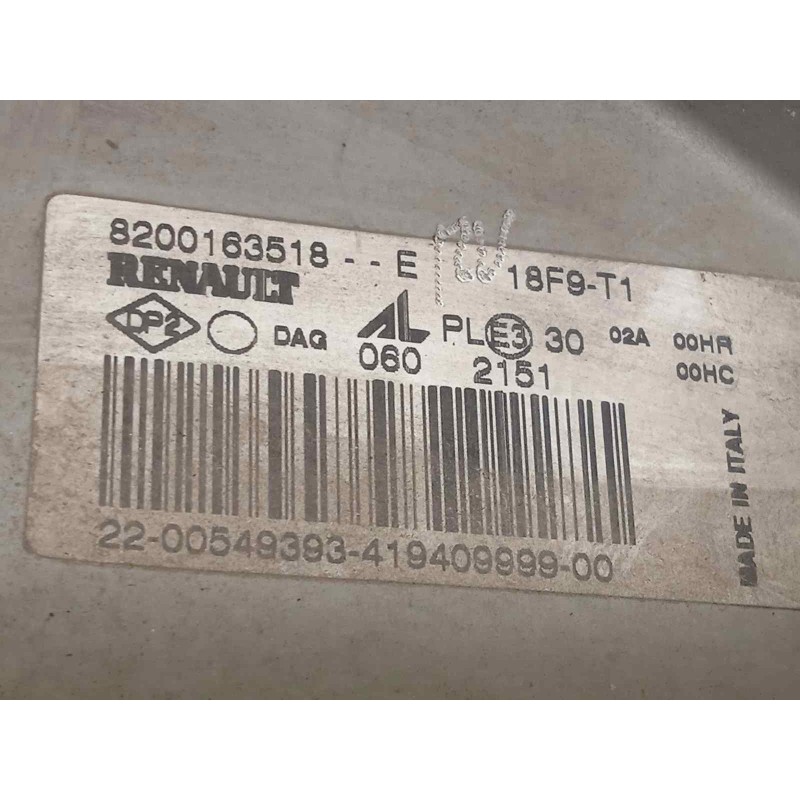 8200163518 - - E 18F9-T1
RENAULT
DP2 DAG AL PL E3 30 02A 00HR
060 2151 00HC
22-00549393-419409999-00
MADE IN ITALY